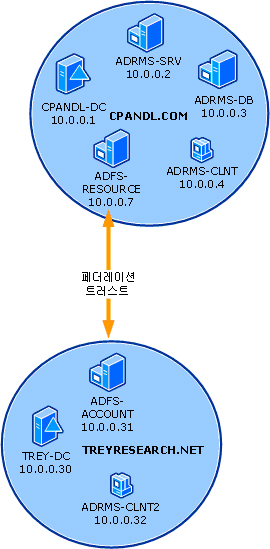 ADRMS-SRV
10.0.0.2
CPANDL-DC
10.0.0.1
ADRMS-DB
10.0.0.3
CPANDL.COM
ADFS-
RESOURCE
10.0.0.7
ADRMS-CLNT
10.0.0.4
페더레이션
트러스트
ADFS-
ACCOUNT
10.0.0.31
TREY-DC
10.0.0.30
TREYRESEARCH.NET
ADRMS-CLNT2
10.0.0.32